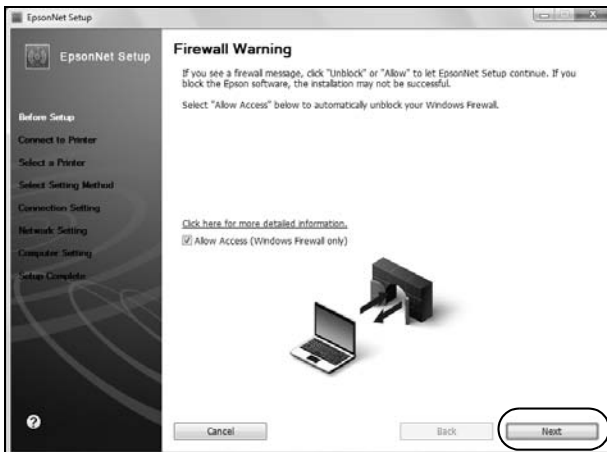 EpsonNet Setup
EpsonNet Setup
Before Setup
Connect to Printer
Select a Printer
Select Setting Method
Connection Setting
Network Setting
Computer Setting
Setup Complete
Firewall Warning
If you see a firewall message, click "Unblock" or "Allow" to let EpsonNet Setup continue. If you
block the Epson software, the installation may not be successful.
Select "Allow Access" below to automatically unblock your Windows Firewall.
Click here for more detailed information.
Allow Access (Windows Firewall only)
?
Cancel
Back
Next